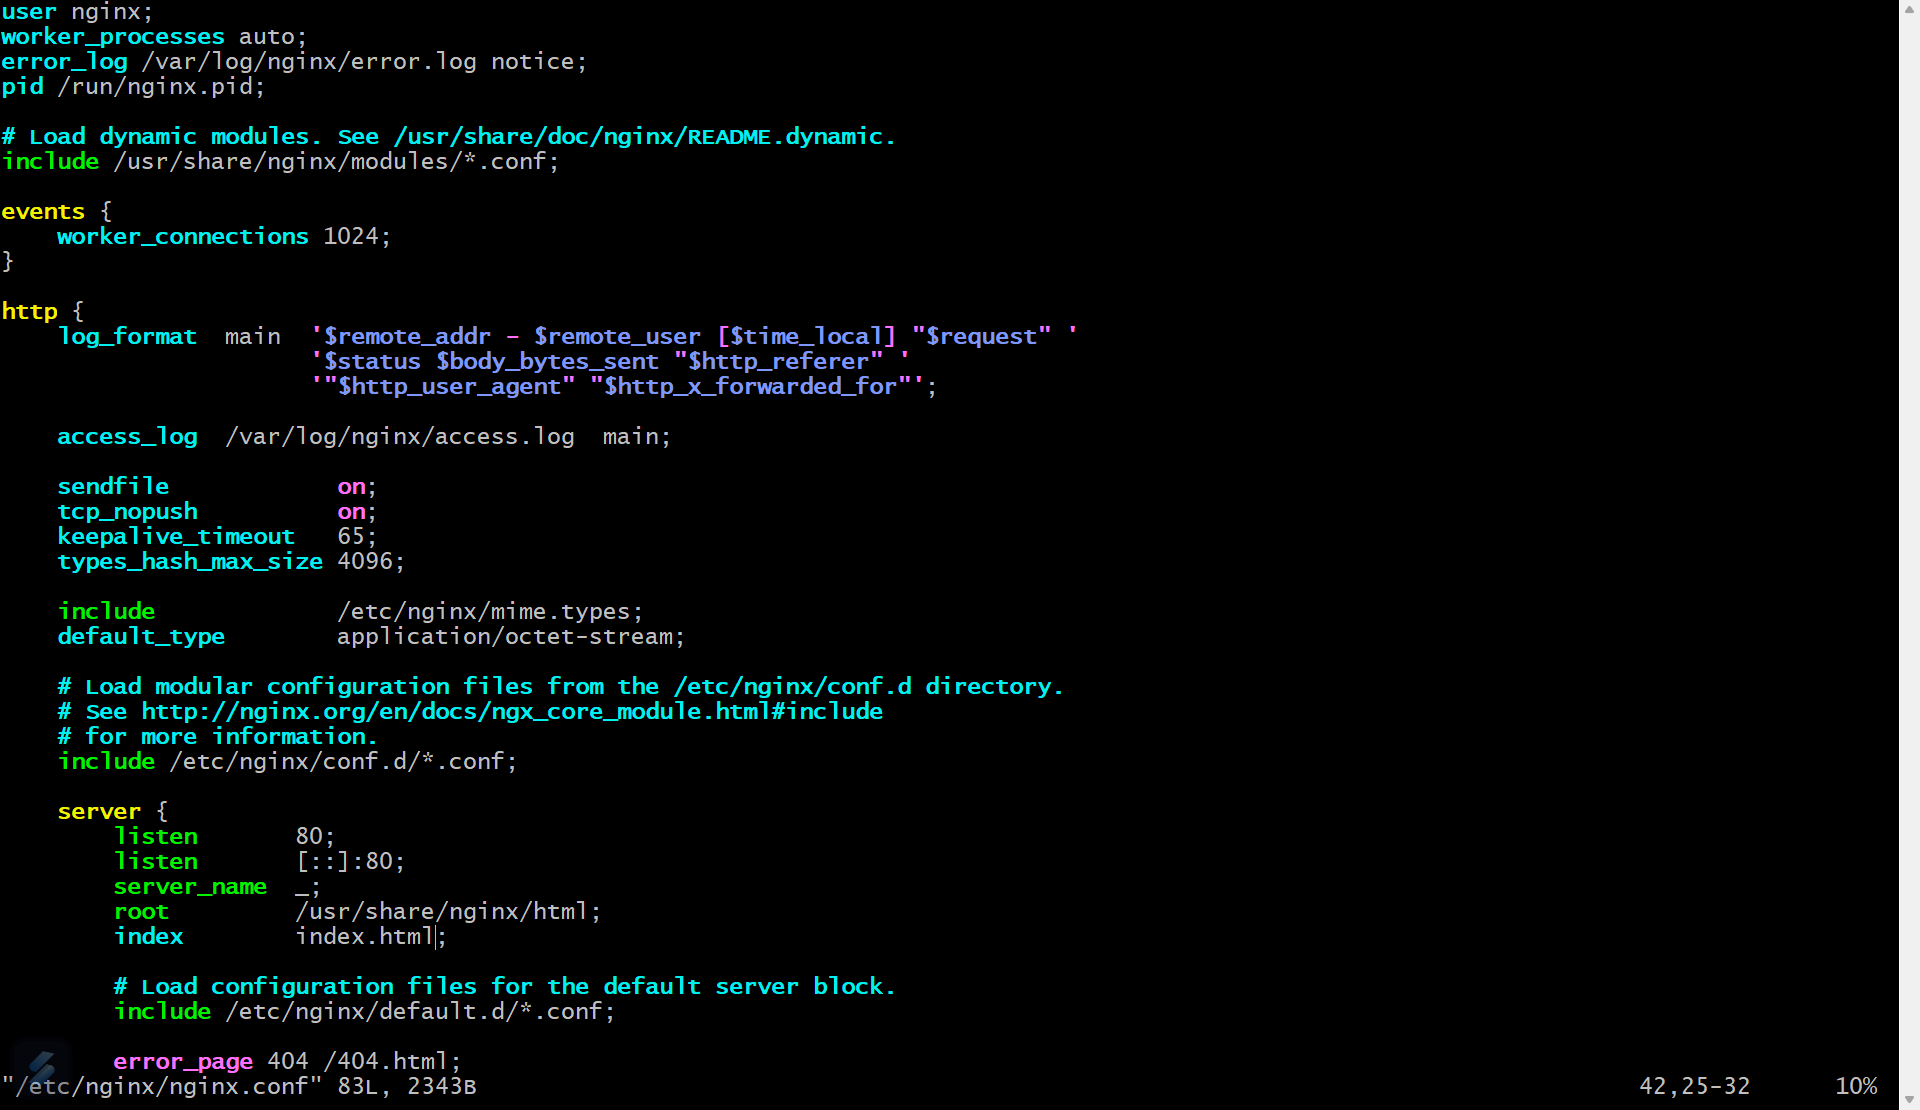 user nginx;
worker_processes auto;
error_log /var/log/nginx/error.log notice;
pid /run/nginx.pid;

# Load dynamic modules. See /usr/share/doc/nginx/README.dynamic.
include /usr/share/nginx/modules/*.conf;

events {
    worker_connections 1024;
}

http {
    log_format  main  '$remote_addr - $remote_user [$time_local] "$request" '
                      '$status $body_bytes_sent "$http_referer" '
                      '"$http_user_agent" "$http_x_forwarded_for"';

    access_log  /var/log/nginx/access.log  main;

    sendfile            on;
    tcp_nopush          on;
    keepalive_timeout   65;
    types_hash_max_size 4096;

    include             /etc/nginx/mime.types;
    default_type        application/octet-stream;

    # Load modular configuration files from the /etc/nginx/conf.d directory.
    # See http://nginx.org/en/docs/ngx_core_module.html#include
    # for more information.
    include /etc/nginx/conf.d/*.conf;

    server {
        listen       80;
        listen       [::]:80;
        server_name  _;
        root         /usr/share/nginx/html;
        index        index.html;

        # Load configuration files for the default server block.
        include /etc/nginx/default.d/*.conf;

        error_page 404 /404.html;
"/etc/nginx/nginx.conf" 83L, 2343B 42,25-32 10%